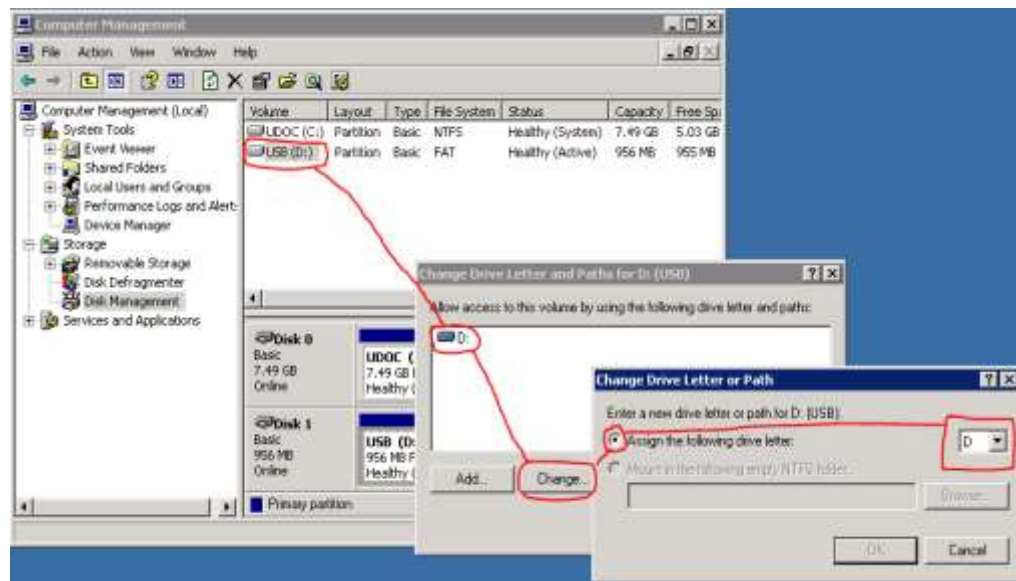 Computer Management
File Action View Window Help
Computer Management (Local)
System Tools
Event Viewer
Shared Folders
Local Users and Groups
Performance Logs and Alert
Device Manager
Storage
Removable Storage
Disk Defragmenter
Disk Management
Services and Applications
Volume Layout Type File System Status Capacity Free Sp
UDOC (C:) Partition Basic NTFS Healthy (System) 7.49 GB 5.03 GB
USB (D:) Partition Basic FAT Healthy (Active) 956 MB 955 MB
Disk 0
Basic
7.49 GB
Online
UDOC (
7.49 GB
Healthy (
Disk 1
Basic
956 MB
Online
USB (D:
956 MB F
Healthy (
Primary partition
Change Drive Letter and Paths for D: (USB)
Allow access to this volume by using the following drive letter and paths:
D:
Add... Change...
Change Drive Letter or Path
Enter a new drive letter or path for D: (USB)
Assign the following drive letter: D
Mount in the following empty NTFS folder:
Browse...
OK Cancel